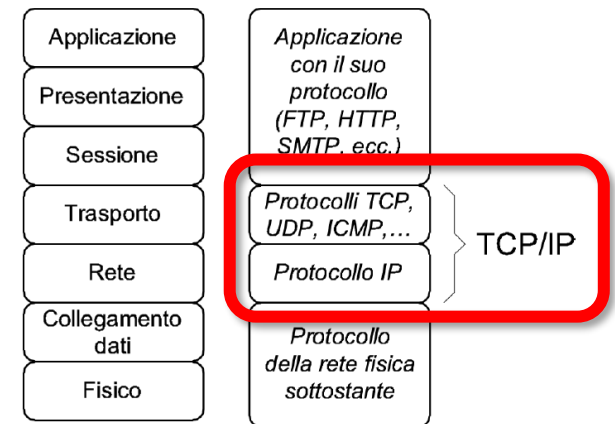 Applicazione
Presentazione
Sessione
Trasporto
Rete
Collegamento
dati
Fisico
Applicazione
con il suo
protocollo
(FTP, HTTP,
SMTP, ecc.)
Protocolli TCP,
UDP, ICMP,...
Protocollo IP
Protocollo
della rete fisica
sottostante
TCP/IP